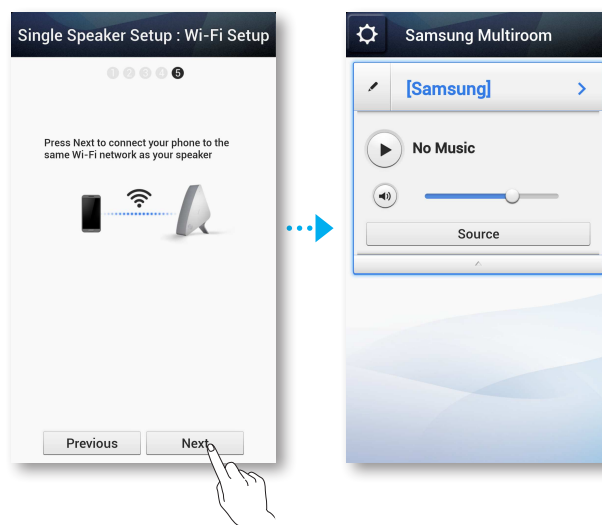 Single Speaker Setup : Wi-Fi Setup
1 2 3 4 5
Press Next to connect your phone to the
same Wi-Fi network as your speaker
Previous
Next
Samsung Multiroom
[Samsung]
No Music
Source